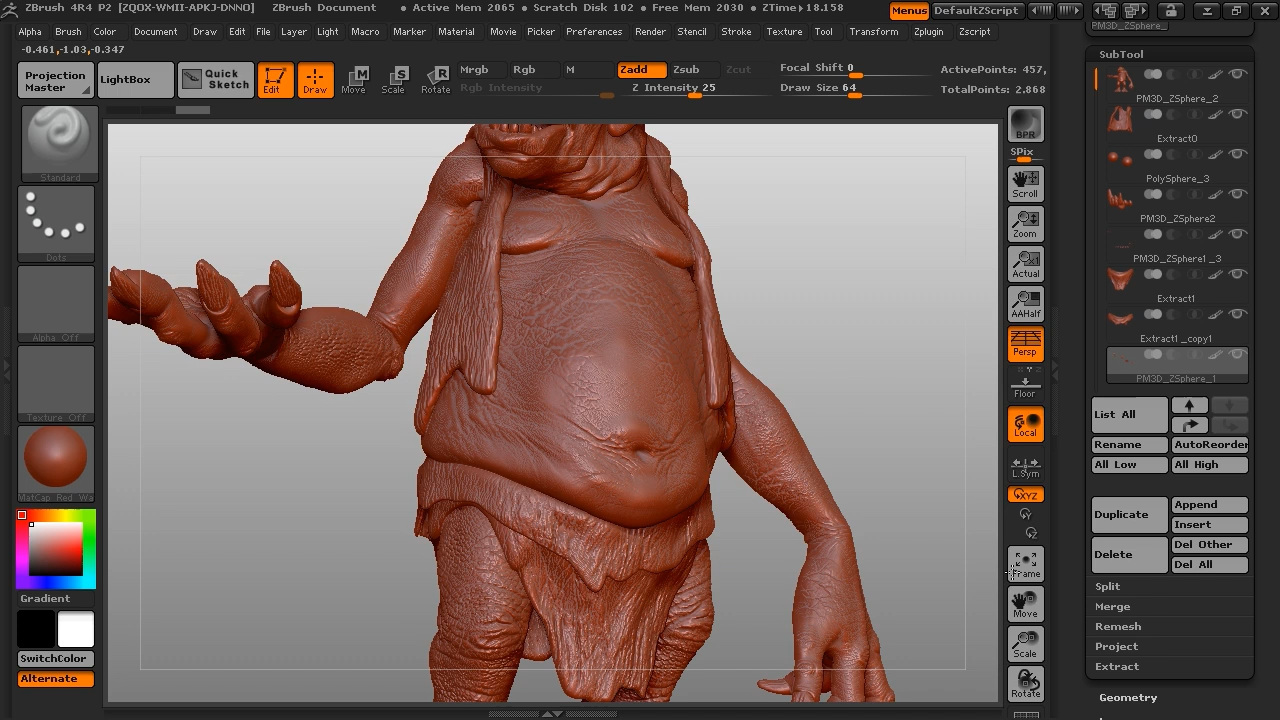 ZBrush 4R4 P2 [ZQOX-WMII-APKJ-DNNO] ZBrush Document • Active Mem 2065 • Scratch Disk 102 • Free Mem 2030 • ZTime▸18.158 Menus DefaultZScript
Alpha Brush Color Document Draw Edit File Layer Light Macro Marker Material Movie Picker Preferences Render Stencil Stroke Texture Tool Transform Zplugin Zscript
-0.461,-1.03,-0.347
Projection Master
LightBox
Quick Sketch
Edit
Draw
M Move
S Scale
R Rotate
Mrgb Rgb M Zadd Zsub Zcut
Rgb Intensity Z Intensity 25
Focal Shift 0
Draw Size 64
ActivePoints: 457,
TotalPoints: 2.868
Standard
Dots
Alpha Off
Texture Off
MatCap Red Wa
Gradient
SwitchColor
Alternate
BPR
SPix
Scroll
Zoom
Actual
AAHalf
Persp
Floor
Local
L.Sym
XYZ
Y
Z
Frame
Move
Scale
Rotate
PM3D_ZSphere_
SubTool
PM3D_ZSphere_2
Extract0
PolySphere_3
PM3D_ZSphere2
PM3D_ZSphere1_3
Extract1
Extract1_copy1
PM3D_ZSphere_1
List All
Rename AutoReorder
All Low All High
Duplicate Append
Insert
Delete Del Other
Del All
Split
Merge
Remesh
Project
Extract
Geometry